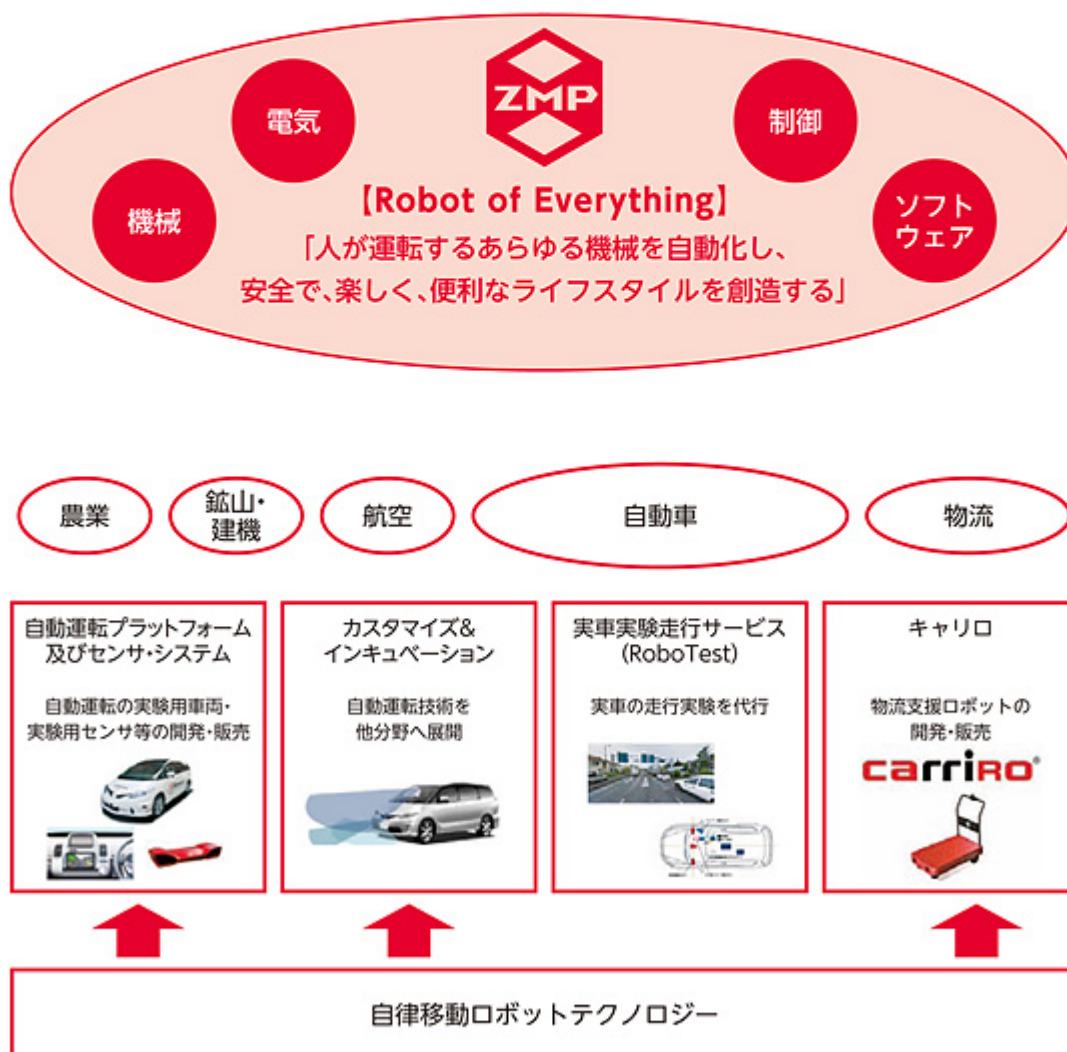 ZMP
電気
制御
機械
ソフト
ウェア
【Robot of Everything】
「人が運転するあらゆる機械を自動化し、
安全で、楽しく、便利なライフスタイルを創造する」
農業
鉱山・
建機
航空
自動車
物流
自動運転プラットフォーム
及びセンサ・システム
自動運転の実験用車両・
実験用センサ等の開発・販売
カスタマイズ&
インキュベーション
自動運転技術を
他分野へ展開
実車実験走行サービス
(RoboTest)
実車の走行実験を代行
キャリロ
物流支援ロボットの
開発・販売
carriRo®
自律移動ロボットテクノロジー